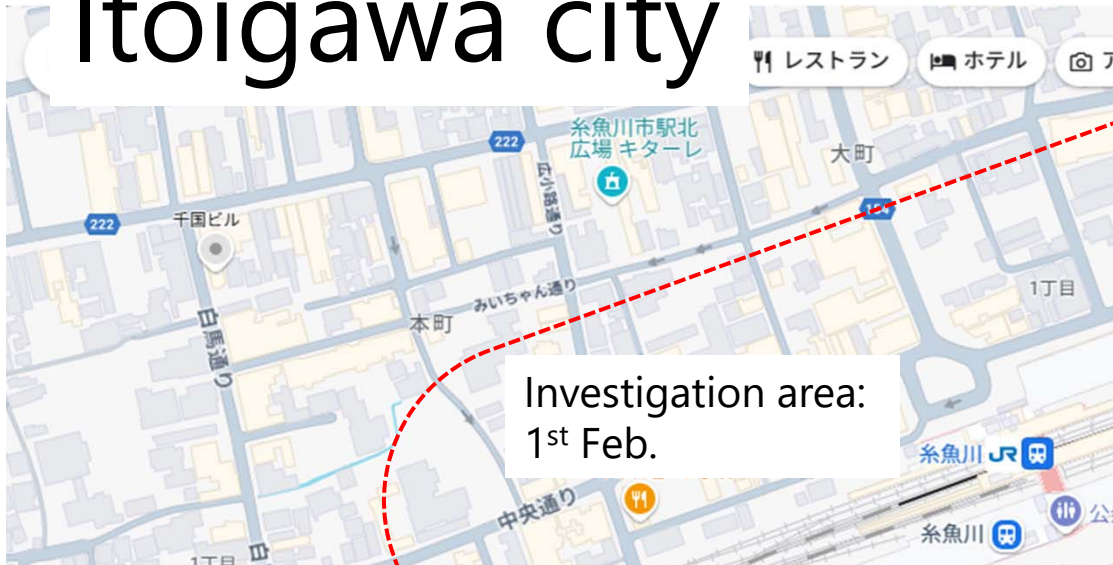 Itoigawa city
レストラン
ホテル
222
糸魚川市駅北
広場 キターレ
大町
広小路通り
222
千国ビル
154
1丁目
みいちゃん通り
本町
白馬通り
Investigation area:
1st Feb.
糸魚川 JR
中央通り
糸魚川
1丁目
白